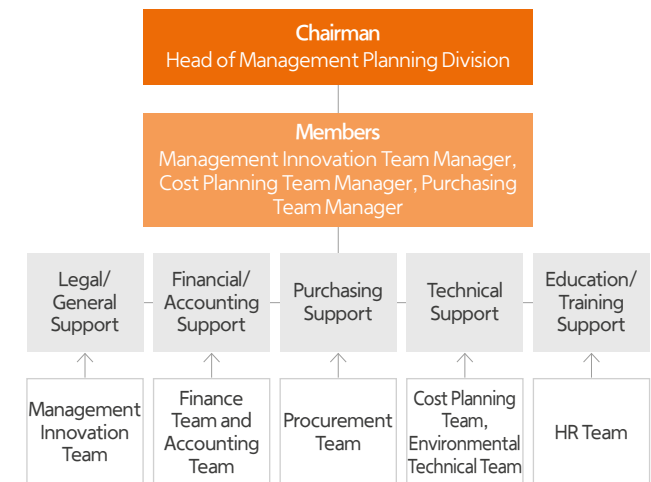 Chairman
Head of Management Planning Division
Members
Management Innovation Team Manager,
Cost Planning Team Manager, Purchasing
Team Manager
Legal/
General
Support
Financial/
Accounting
Support
Purchasing
Support
Technical
Support
Education/
Training
Support
Management
Innovation
Team
Finance
Team and
Accounting
Team
Procurement
Team
Cost Planning
Team,
Environmental
Technical Team
HR Team